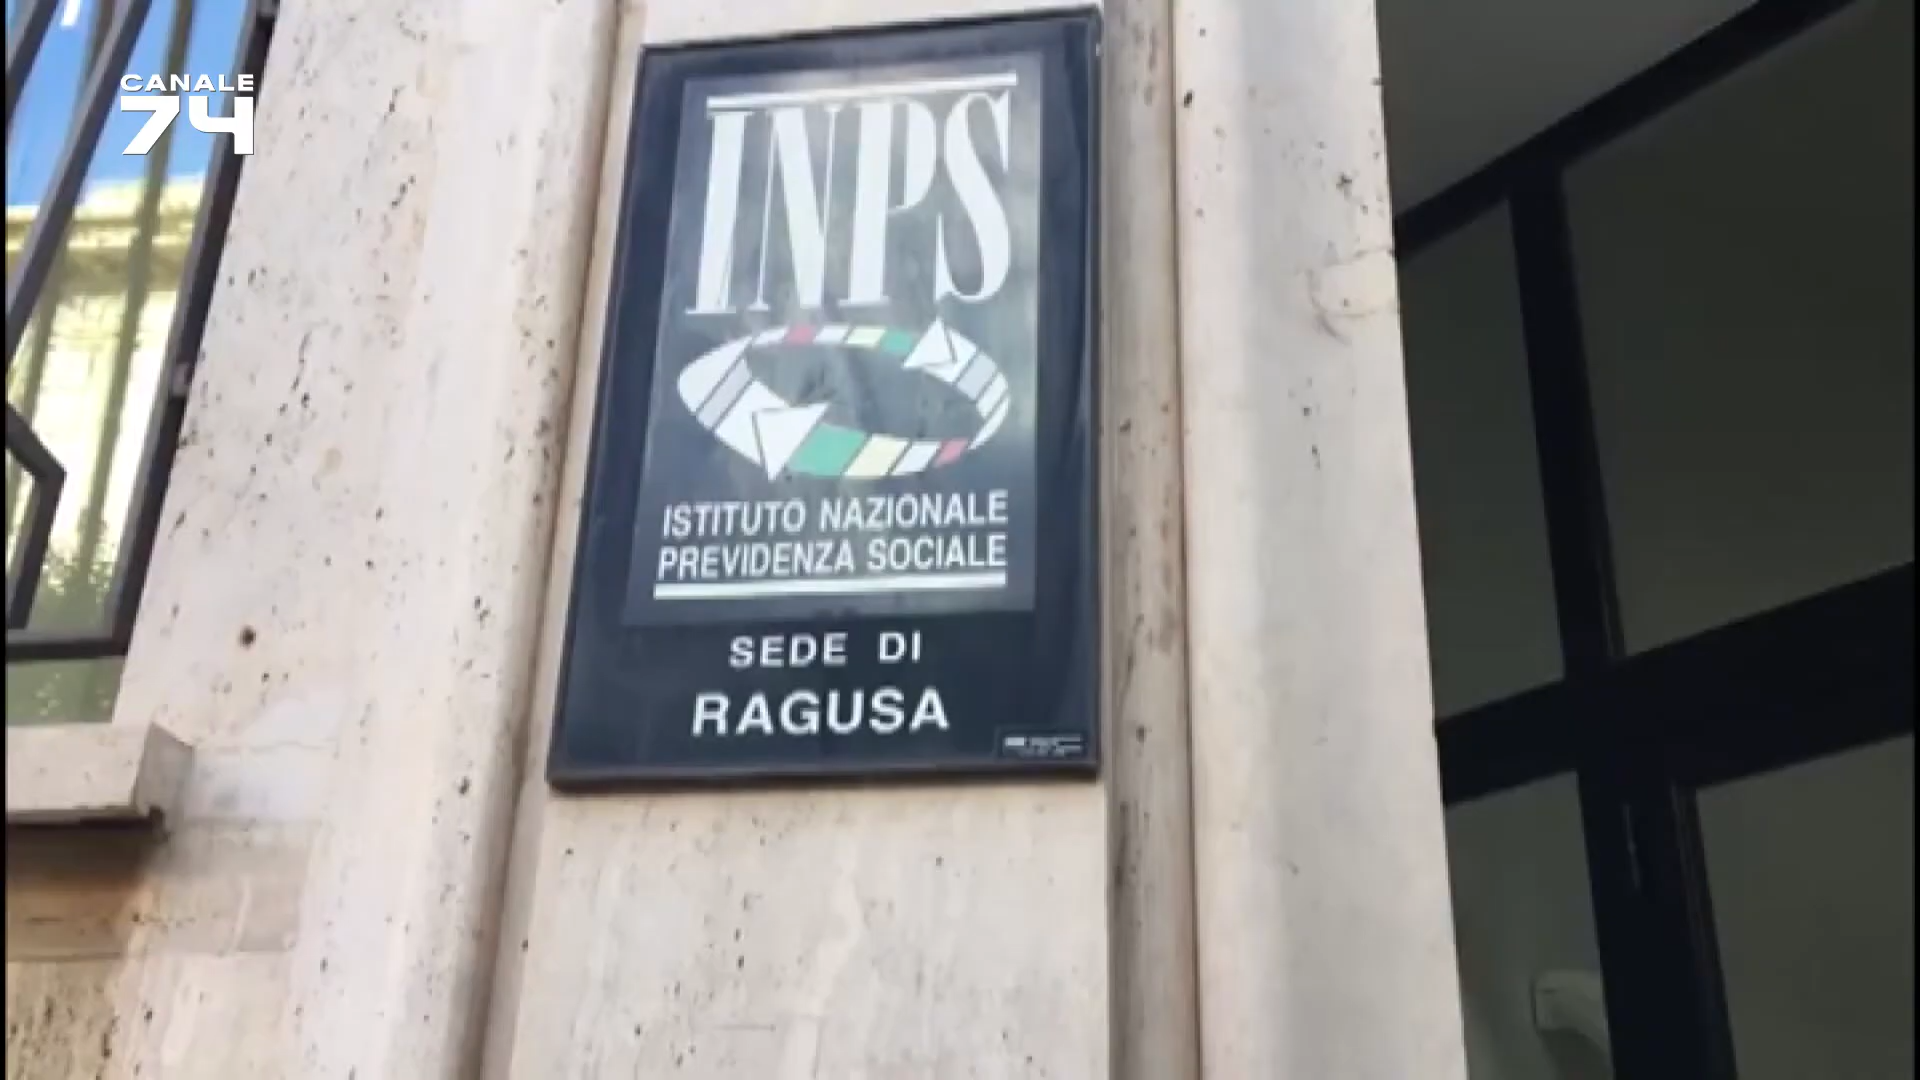 CANALE
74
INPS
ISTITUTO NAZIONALE
PREVIDENZA SOCIALE
SEDE DI
RAGUSA